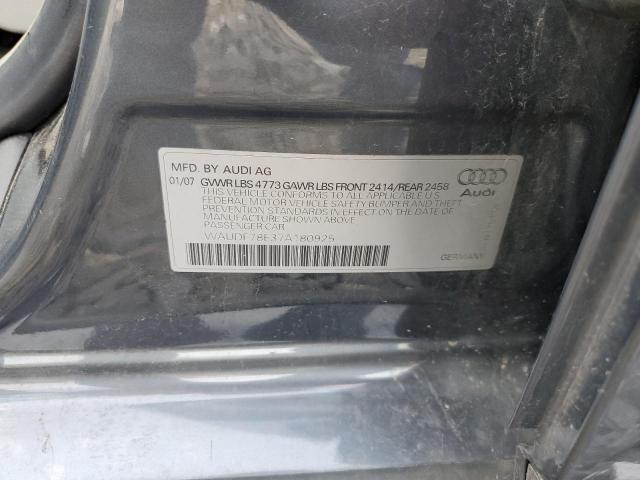 MFD. BY AUDI AG
01/07 GVWR LBS 4773 GAWR LBS FRONT 2414/REAR 2458
THIS VEHICLE CONFORMS TO ALL APPLICABLE U.S.
FEDERAL MOTOR VEHICLE SAFETY BUMPER AND THEFT
PREVENTION STANDARDS IN EFFECT ON THE DATE OF
MANUFACTURE SHOWN ABOVE.
PASSENGER CAR
WAUDF78E37A180925
Audi
GERMANY